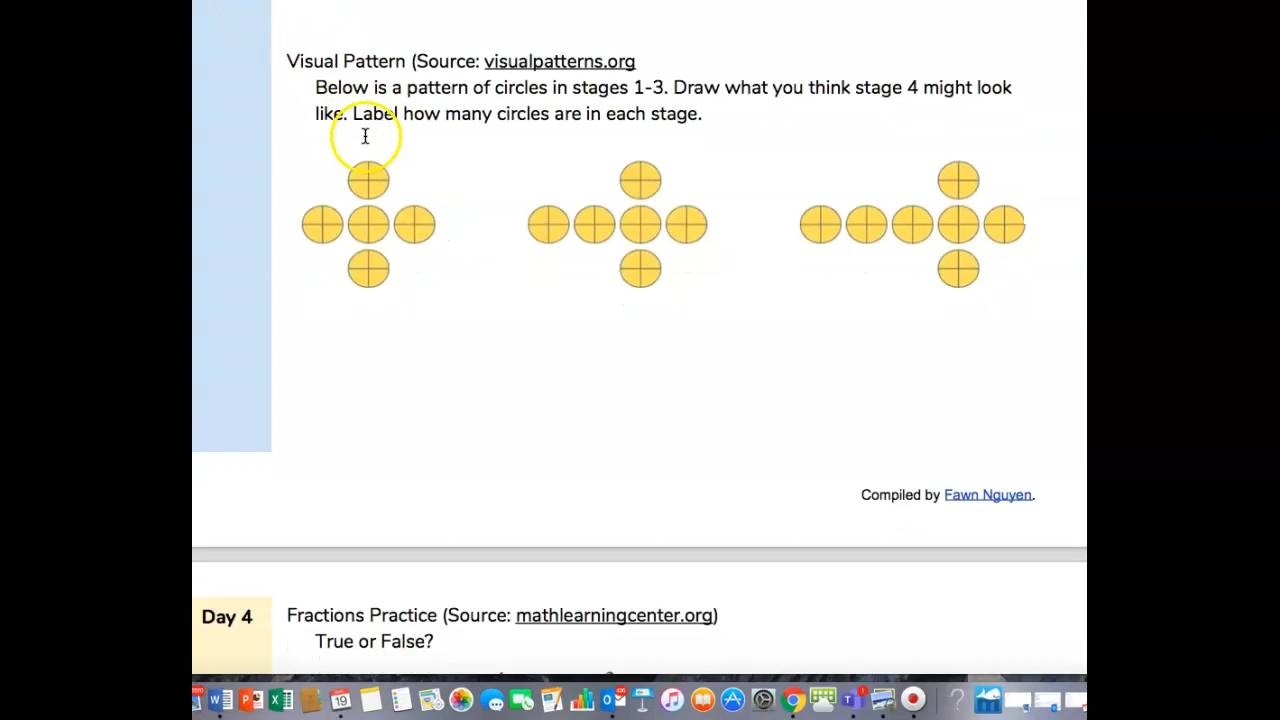 Visual Pattern (Source: visualpatterns.org
Below is a pattern of circles in stages 1-3. Draw what you think stage 4 might look
like. Label how many circles are in each stage.
Compiled by Fawn Nguyen.
Day 4
Fractions Practice (Source: mathlearningcenter.org)
True or False?